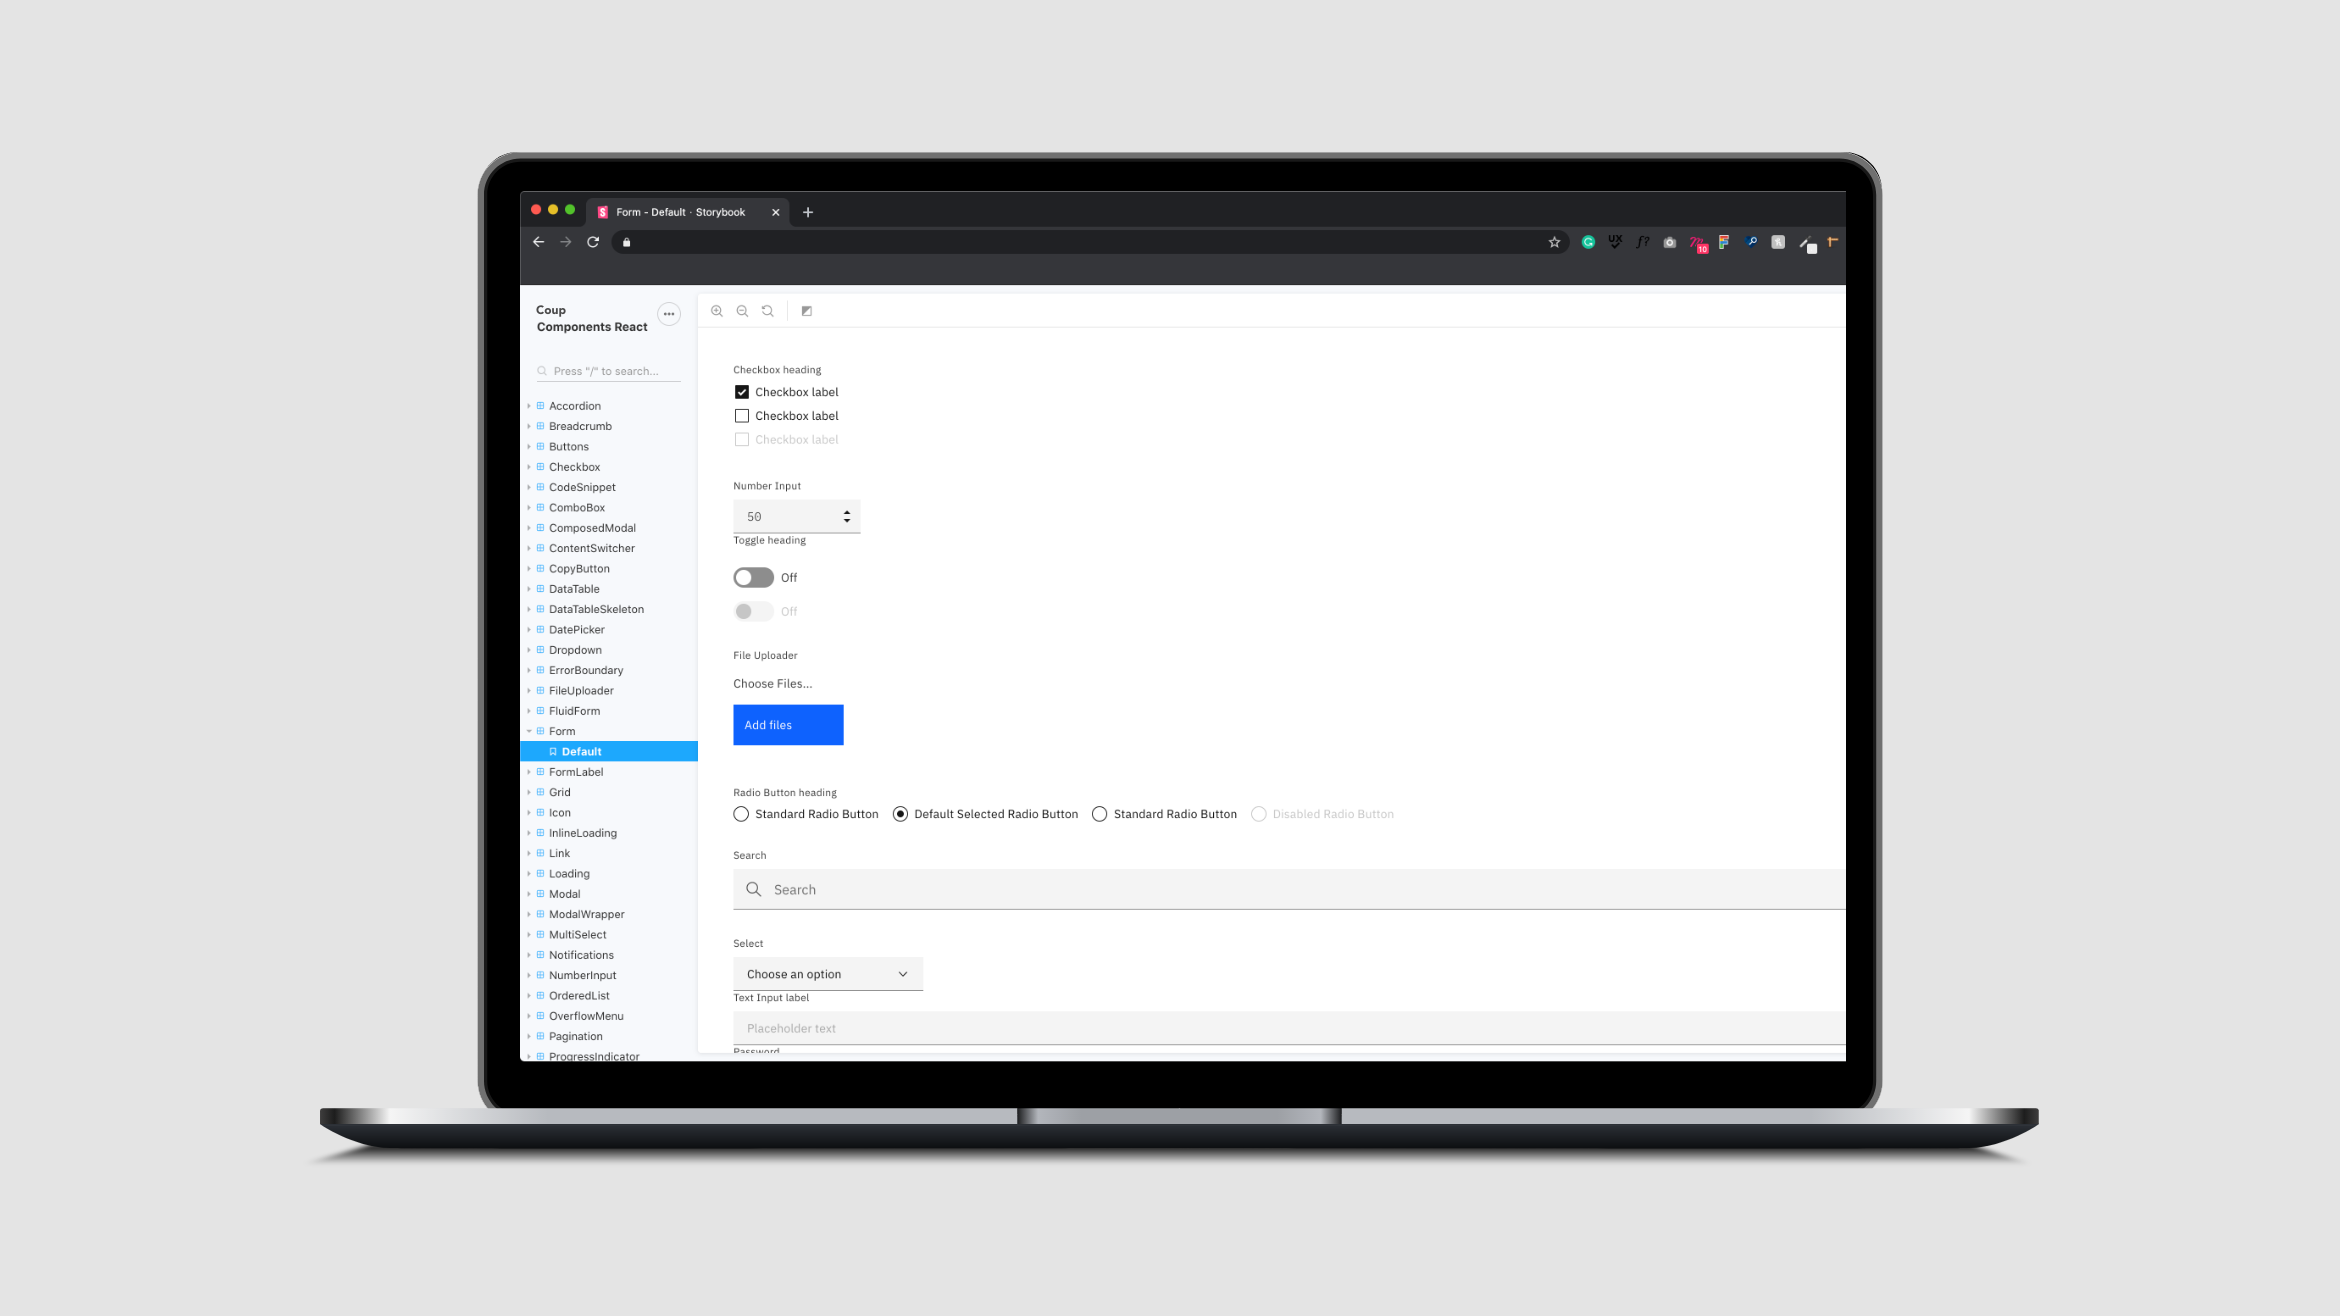 Form - Default · Storybook
UX
f?
10
Coup
Components React
Press "/" to search...
Accordion
Breadcrumb
Buttons
Checkbox
CodeSnippet
ComboBox
ComposedModal
ContentSwitcher
CopyButton
DataTable
DataTableSkeleton
DatePicker
Dropdown
ErrorBoundary
FileUploader
FluidForm
Form
Default
FormLabel
Grid
Icon
InlineLoading
Link
Loading
Modal
ModalWrapper
MultiSelect
Notifications
NumberInput
OrderedList
OverflowMenu
Pagination
ProgressIndicator
Checkbox heading
Checkbox label
Checkbox label
Checkbox label
Number Input
50
Toggle heading
Off
Off
File Uploader
Choose Files...
Add files
Radio Button heading
Standard Radio Button Default Selected Radio Button Standard Radio Button Disabled Radio Button
Search
Search
Select
Choose an option
Text Input label
Placeholder text
Password